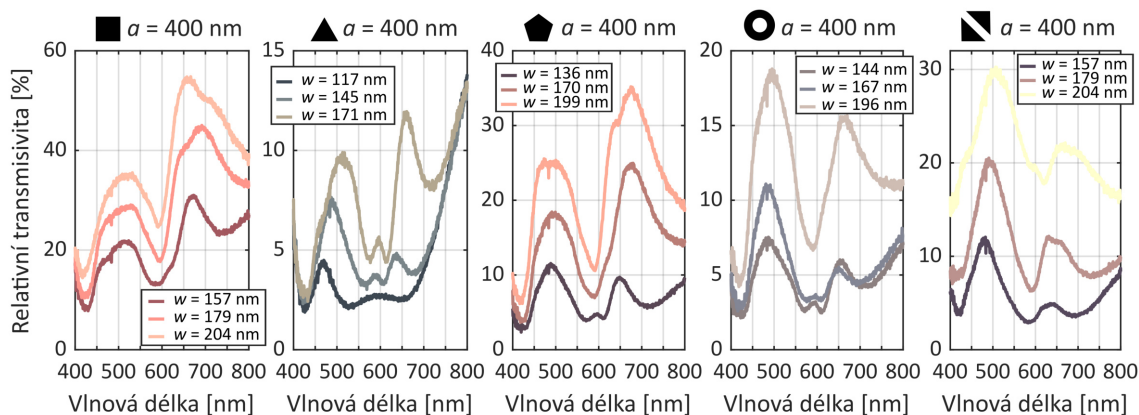 a = 400 nm
a = 400 nm
a = 400 nm
a = 400 nm
a = 400 nm
Relativní transmisivita [%]
60
40
20
0
w = 157 nm
w = 179 nm
w = 204 nm
400 500 600 700 800
Vlnová délka [nm]
15
10
5
0
w = 117 nm
w = 145 nm
w = 171 nm
400 500 600 700 800
Vlnová délka [nm]
40
30
20
10
0
w = 136 nm
w = 170 nm
w = 199 nm
400 500 600 700 800
Vlnová délka [nm]
20
15
10
5
0
w = 144 nm
w = 167 nm
w = 196 nm
400 500 600 700 800
Vlnová délka [nm]
30
20
10
0
w = 157 nm
w = 179 nm
w = 204 nm
400 500 600 700 800
Vlnová délka [nm]